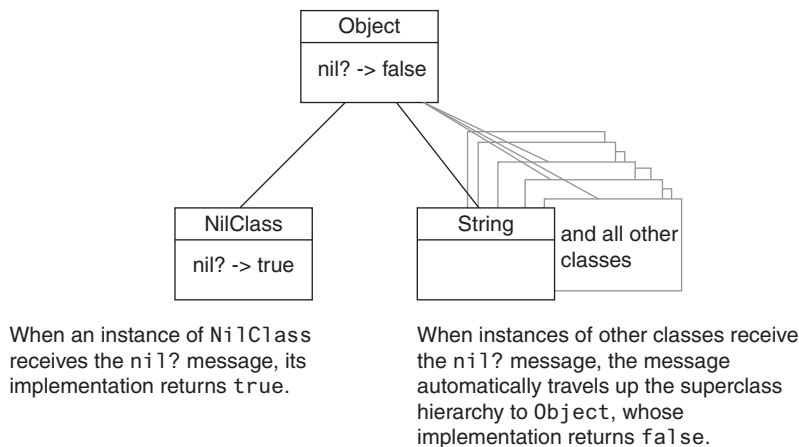 Object
nil? -> false
NilClass
nil? -> true
String
and all other
classes
When an instance of NilClass
receives the nil? message, its
implementation returns true.
When instances of other classes receive
the nil? message, the message
automatically travels up the superclass
hierarchy to Object, whose
implementation returns false.